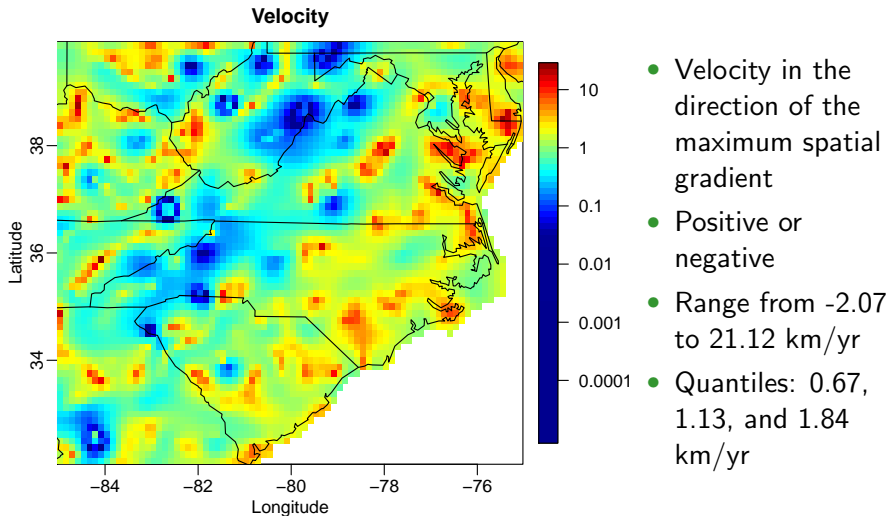 Velocity
10
1
0.1
0.01
0.001
0.0001
38
36
34
Latitude
−84
−82
−80
−78
−76
Longitude
• Velocity in the
direction of the
maximum spatial
gradient
• Positive or
negative
• Range from -2.07
to 21.12 km/yr
• Quantiles: 0.67,
1.13, and 1.84
km/yr